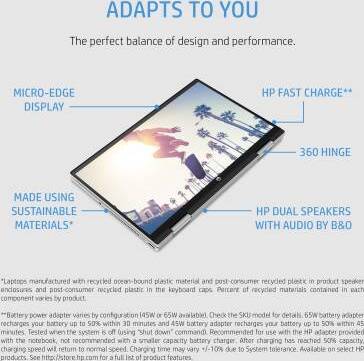 ADAPTS TO YOU
The perfect balance of design and performance.
MICRO-EDGE
DISPLAY
HP FAST CHARGE**
360 HINGE
MADE USING
SUSTAINABLE
MATERIALS*
HP DUAL SPEAKERS
WITH AUDIO BY B&O
*Laptops manufactured with recycled ocean-bound plastic material and post-consumer recycled plastic in product speaker
enclosures and post-consumer recycled plastic in the keyboard caps. Percent of recycled materials contained in each
component varies by product.
**Battery power adapter varies by configuration (45W or 65W available). Check the SKU model for details. 65W battery adapter
recharges your battery up to 50% within 30 minutes and 45W battery adapter recharges your battery up to 50% within 45
minutes. Tested when the system is off (using "shut down" command). Recommended for use with the HP adapter provided
with the notebook, not recommended with a smaller capacity battery charger. After charging has reached 50% capacity,
charging speed will return to normal speed. Charging time may vary +/-10% due to System tolerance. Available on select HP
products. See http://store.hp.com for a full list of product features.